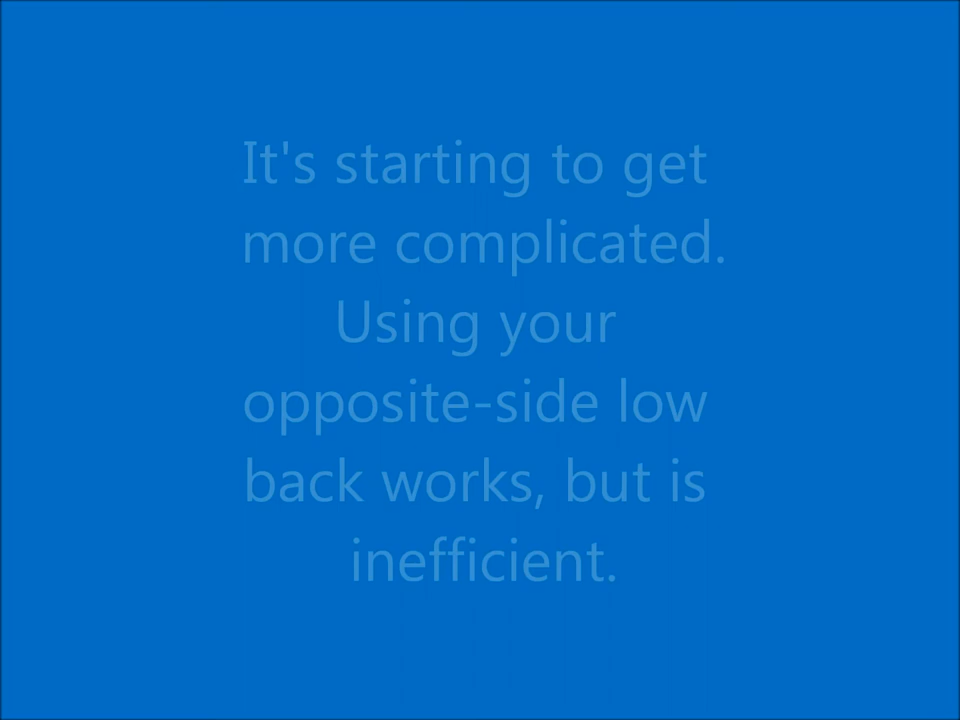 It's starting to get
more complicated.
Using your
opposite-side low
back works, but is
inefficient.